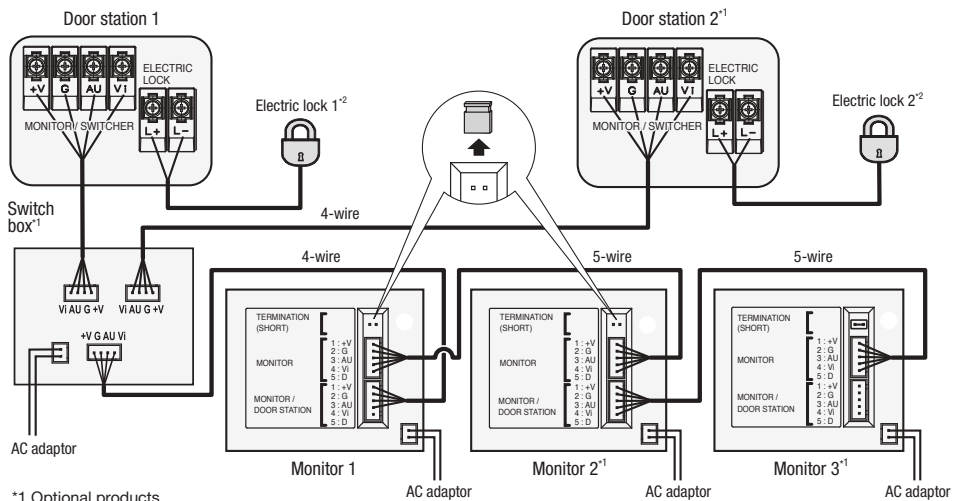 Door station 1
+V G AU Vi
ELECTRIC LOCK
L+ L-
MONITOR / SWITCHER
Electric lock 1*2
Door station 2*1
+V G AU Vi
ELECTRIC LOCK
L+ L-
MONITOR / SWITCHER
Electric lock 2*2
Switch box*1
4-wire
4-wire
5-wire
5-wire
Vi AU G +V
Vi AU G +V
+V G AU Vi
AC adaptor
TERMINATION (SHORT)
MONITOR
1 : +V
2 : G
3 : AU
4 : Vi
5 : D
MONITOR / DOOR STATION
1 : +V
2 : G
3 : AU
4 : Vi
5 : D
Monitor 1
AC adaptor
TERMINATION (SHORT)
MONITOR
1 : +V
2 : G
3 : AU
4 : Vi
5 : D
MONITOR / DOOR STATION
1 : +V
2 : G
3 : AU
4 : Vi
5 : D
Monitor 2*1
AC adaptor
TERMINATION (SHORT)
MONITOR
1 : +V
2 : G
3 : AU
4 : Vi
5 : D
MONITOR / DOOR STATION
1 : +V
2 : G
3 : AU
4 : Vi
5 : D
Monitor 3*1
AC adaptor
*1 Optional products